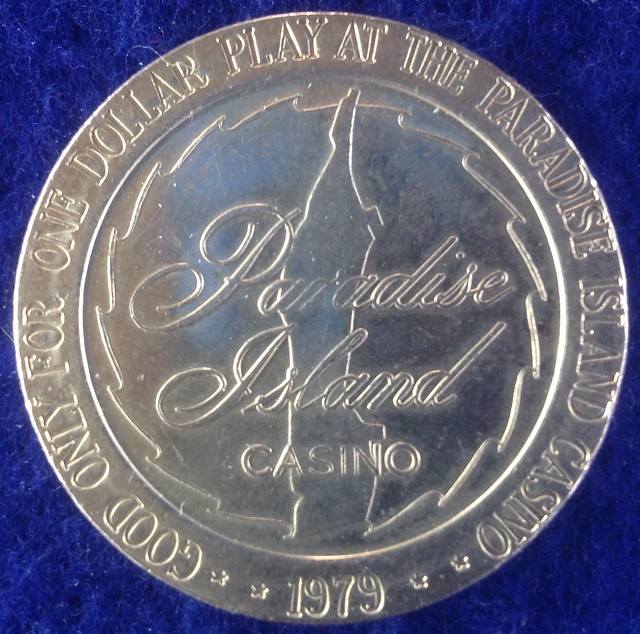 GOOD ONLY FOR ONE DOLLAR PLAY AT THE PARADISE ISLAND CASINO
Paradise
Island
CASINO
1979